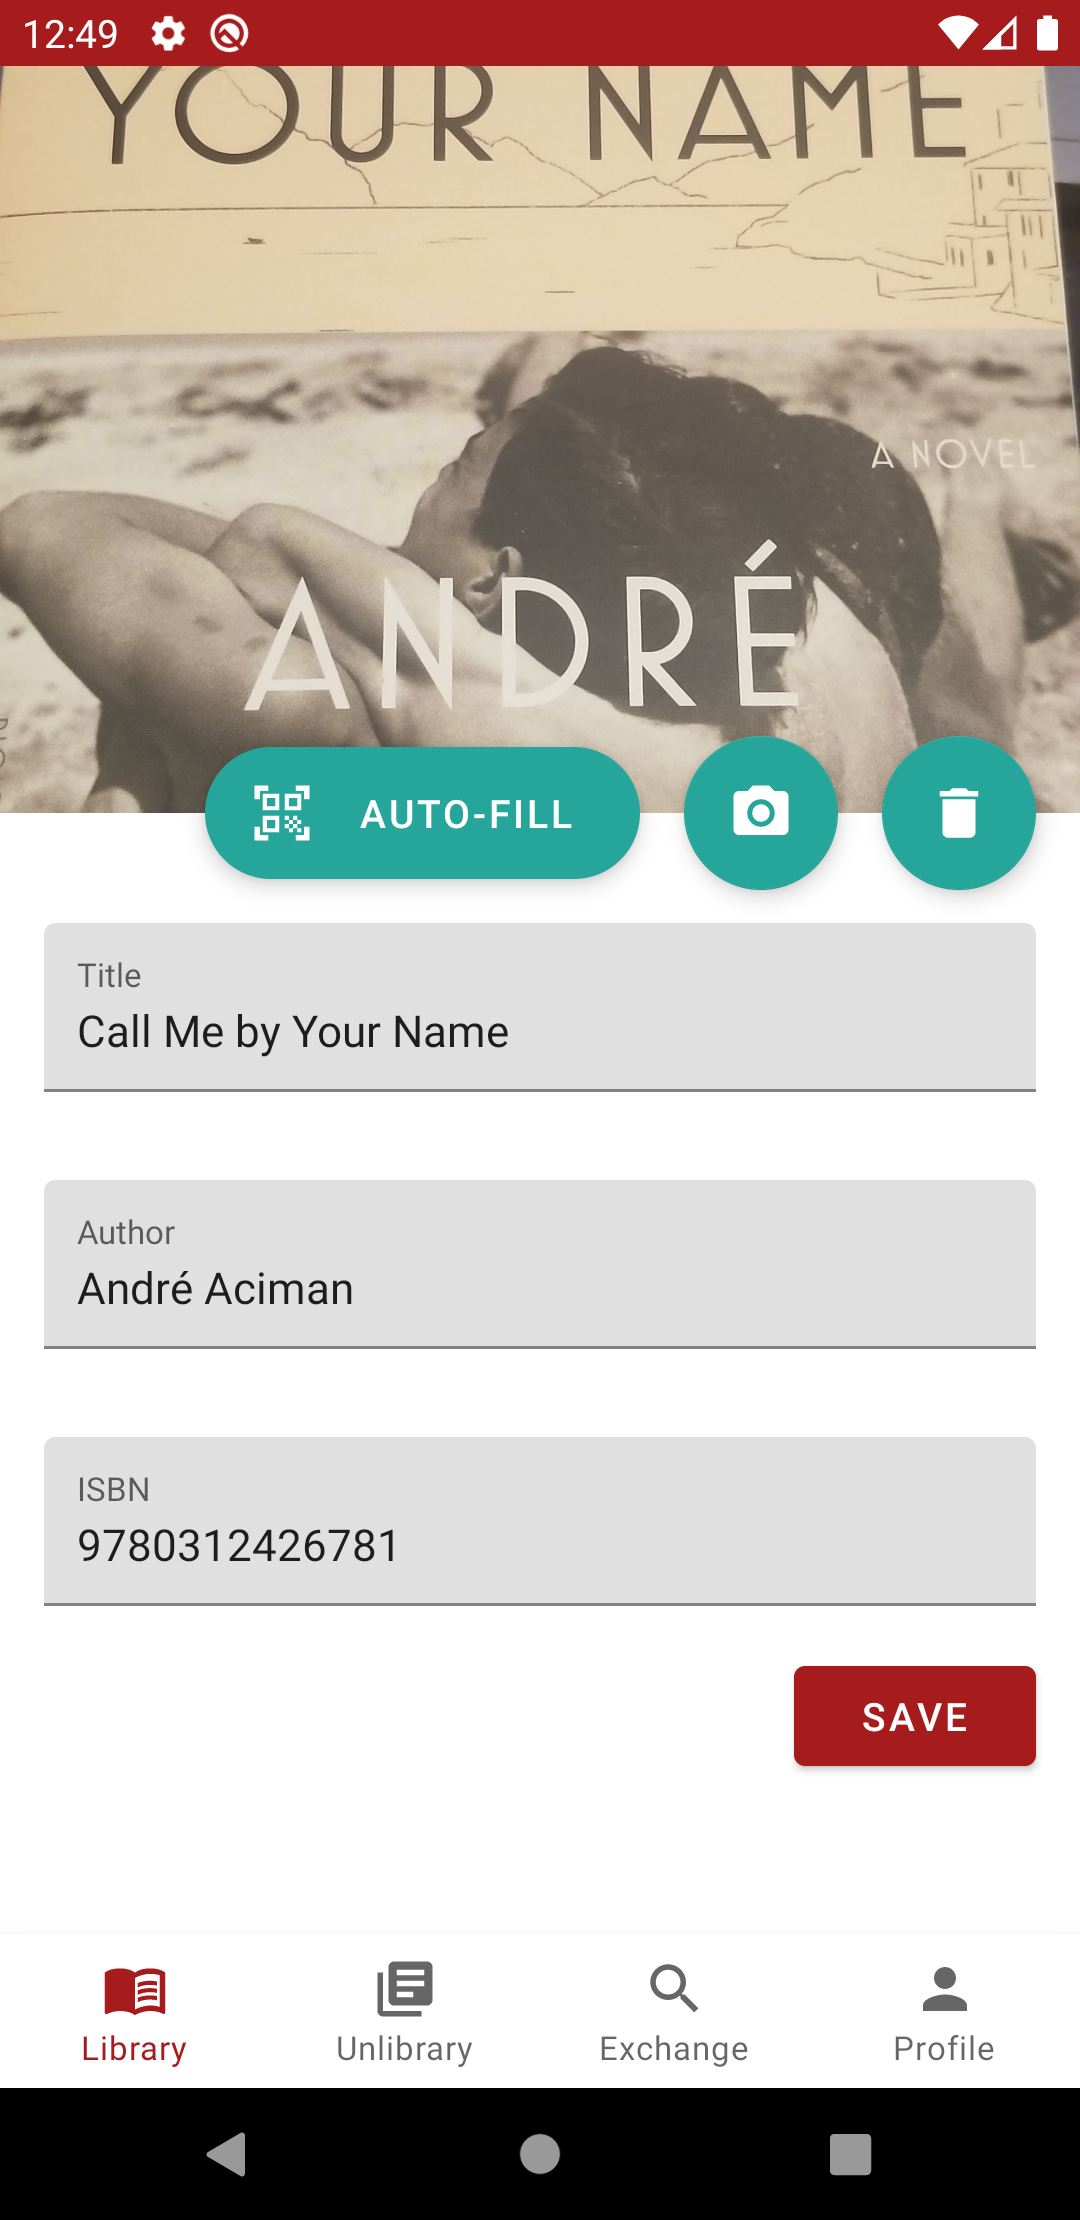 12:49
YOUR NAME
A NOVEL
ANDRÉ
AUTO-FILL
Title
Call Me by Your Name
Author
André Aciman
ISBN
9780312426781
SAVE
Library
Unlibrary
Exchange
Profile